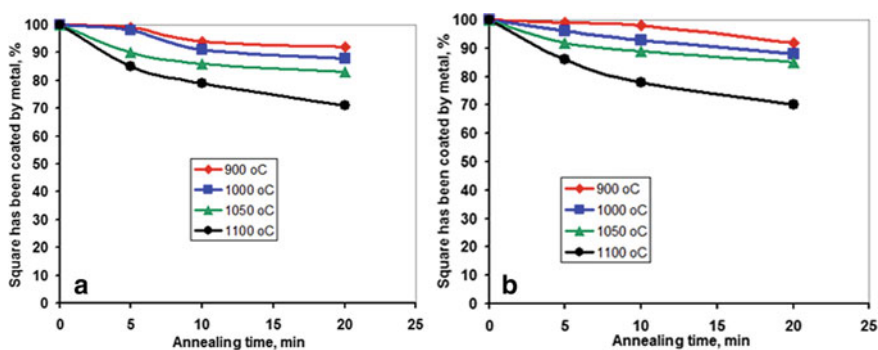 Square has been coated by metal, %
100
90
80
70
60
50
40
30
20
10
0
900 oC
1000 oC
1050 oC
1100 oC
a
0 5 10 15 20 25
Annealing time, min
Square has been coated by metal, %
100
90
80
70
60
50
40
30
20
10
0
900 oC
1000 oC
1050 oC
1100 oC
b
0 5 10 15 20 25
Annealing time, min